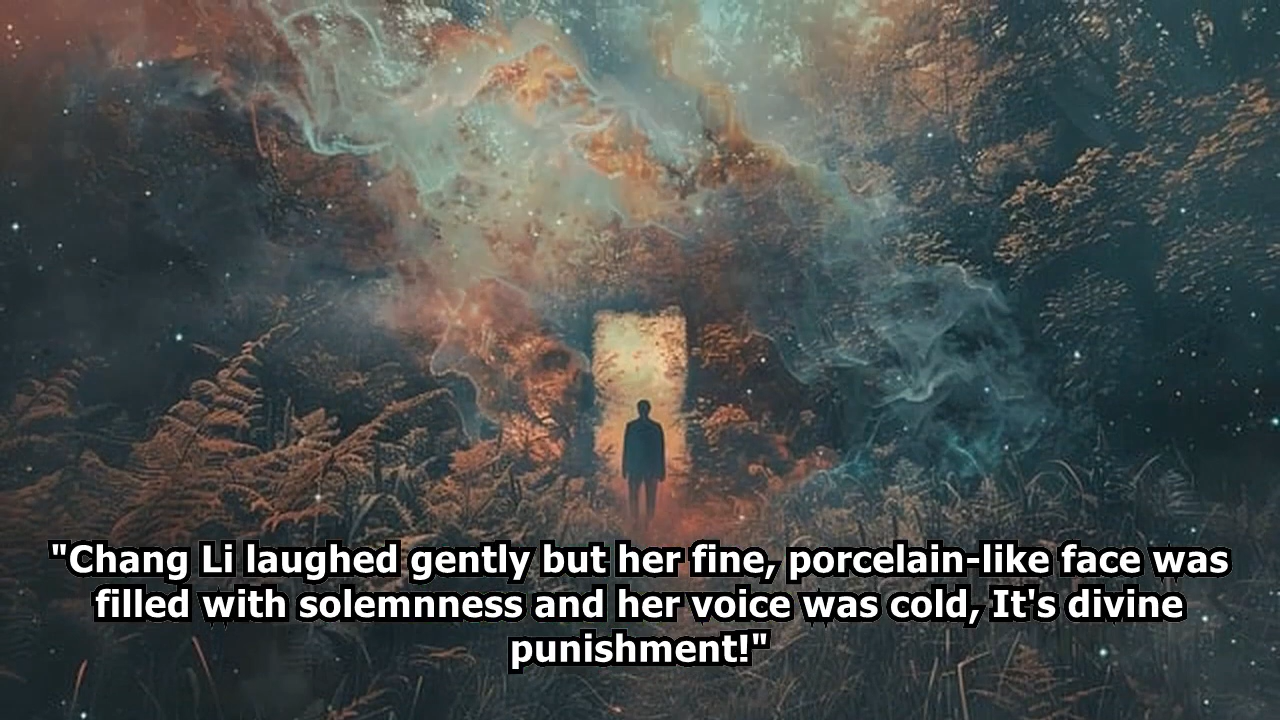 "Chang Li laughed gently but her fine, porcelain-like face was
filled with solemnness and her voice was cold, It's divine
punishment!"